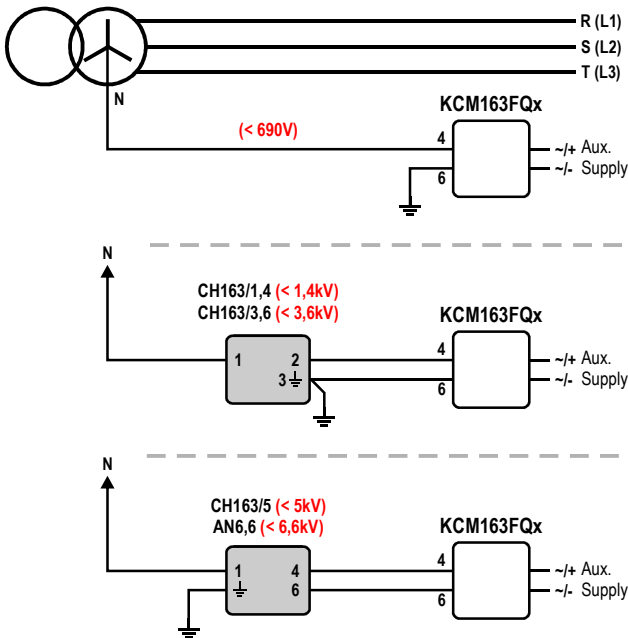 R (L1)
S (L2)
T (L3)
N
KCM163FQx
(< 690V)
4
~/+ Aux.
6
~/- Supply
N
CH163/1,4 (< 1,4kV)
CH163/3,6 (< 3,6kV)
KCM163FQx
1
2
4
~/+ Aux.
3
6
~/- Supply
N
CH163/5 (< 5kV)
AN6,6 (< 6,6kV)
KCM163FQx
1
4
4
~/+ Aux.
6
6
~/- Supply